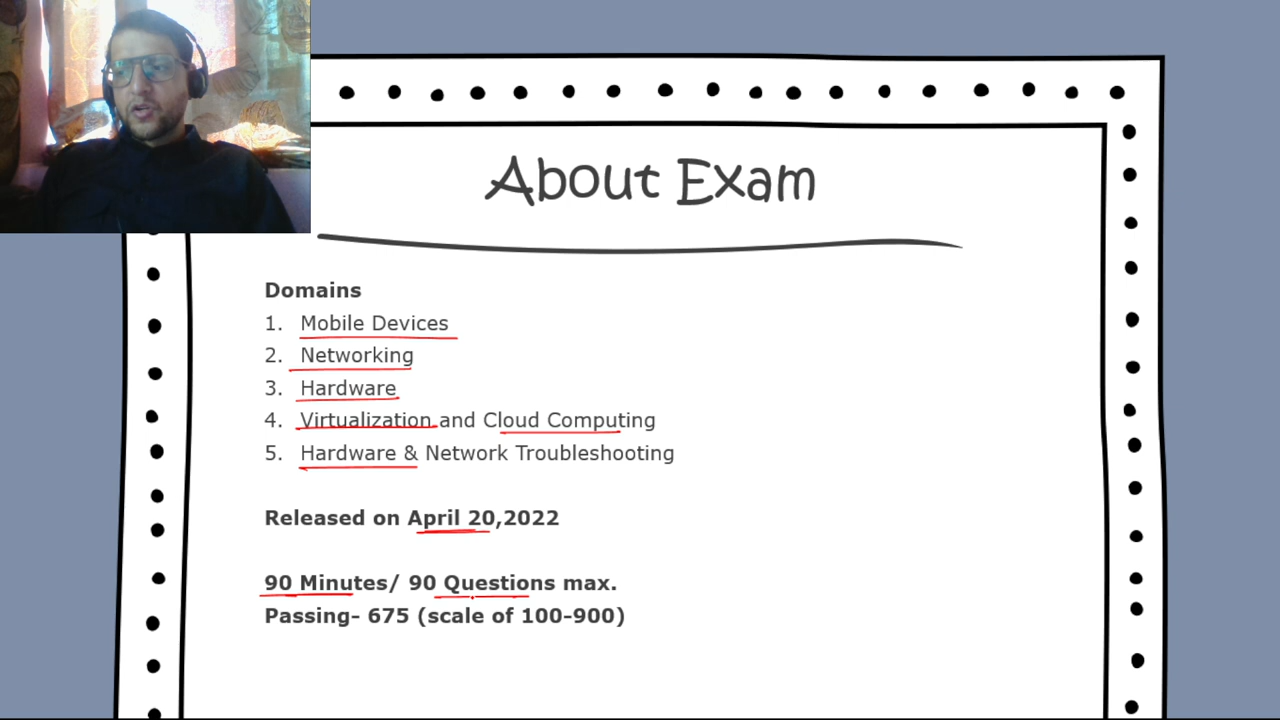 About Exam
Domains
1. Mobile Devices
2. Networking
3. Hardware
4. Virtualization and Cloud Computing
5. Hardware & Network Troubleshooting
Released on April 20,2022
90 Minutes/ 90 Questions max.
Passing– 675 (scale of 100–900)